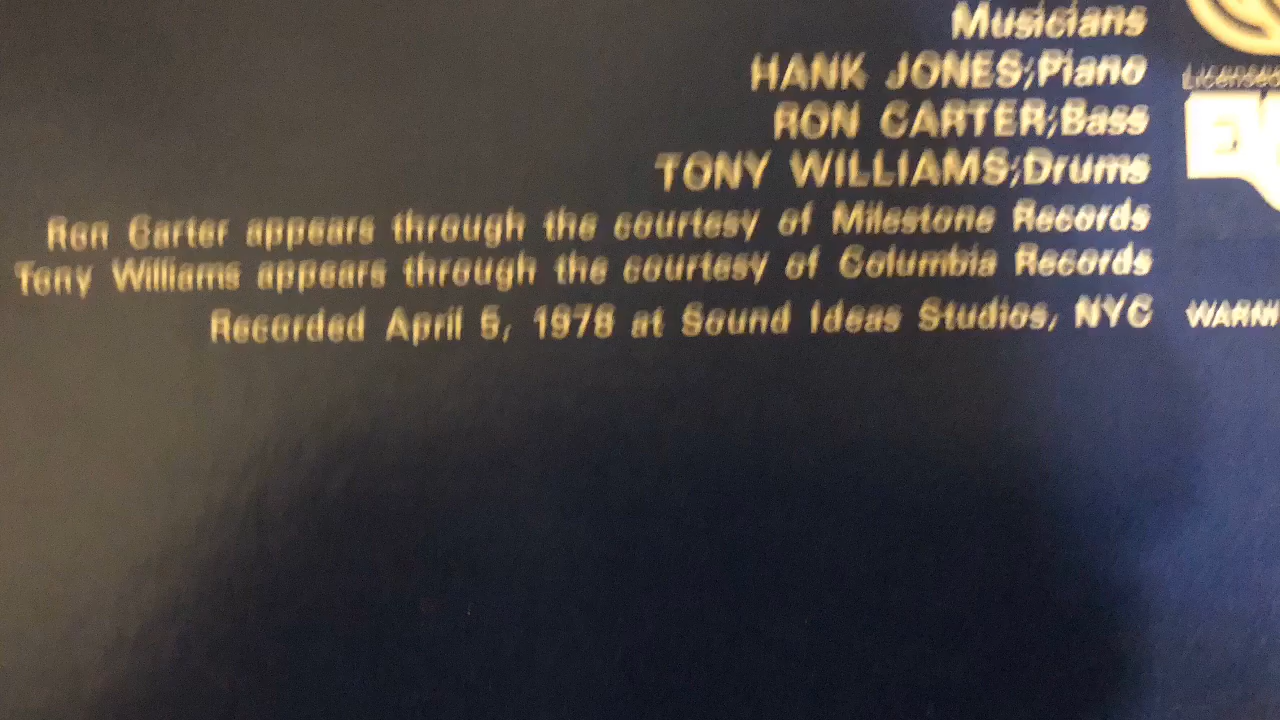 Musicians
HANK JONES;Piano
RON CARTER;Bass
TONY WILLIAMS;Drums
Ron Carter appears through the courtesy of Milestone Records
Tony Williams appears through the courtesy of Columbia Records
Recorded April 5, 1978 at Sound Ideas Studios, NYC
Licensed